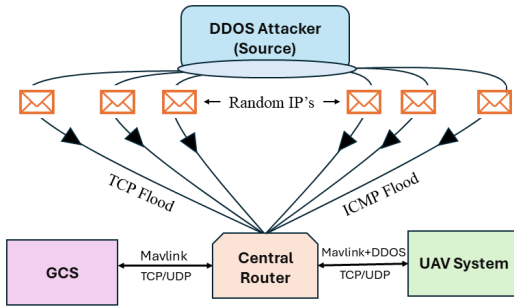 DDOS Attacker
(Source)
Random IP's
TCP Flood
ICMP Flood
GCS
Mavlink
TCP/UDP
Central
Router
Mavlink+DDOS
TCP/UDP
UAV System